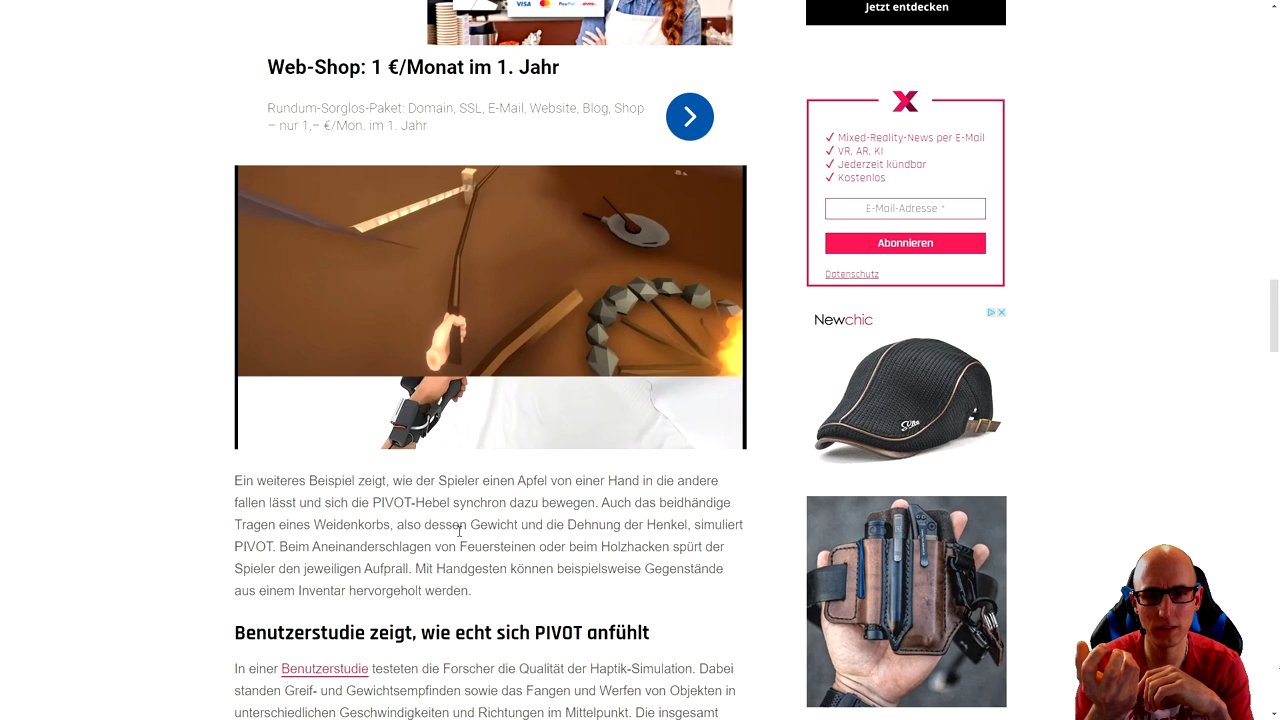 VISA
PayPal
Jetzt entdecken
Web-Shop: 1 €/Monat im 1. Jahr
Rundum-Sorglos-Paket: Domain, SSL, E-Mail, Website, Blog, Shop
– nur 1,– €/Mon. im 1. Jahr
Ein weiteres Beispiel zeigt, wie der Spieler einen Apfel von einer Hand in die andere
fallen lässt und sich die PIVOT-Hebel synchron dazu bewegen. Auch das beidhändige
Tragen eines Weidenkorbs, also dessen Gewicht und die Dehnung der Henkel, simuliert
PIVOT. Beim Aneinanderschlagen von Feuersteinen oder beim Holzhacken spürt der
Spieler den jeweiligen Aufprall. Mit Handgesten können beispielsweise Gegenstände
aus einem Inventar hervorgeholt werden.
Benutzerstudie zeigt, wie echt sich PIVOT anfühlt
In einer Benutzerstudie testeten die Forscher die Qualität der Haptik-Simulation. Dabei
standen Greif- und Gewichtsempfinden sowie das Fangen und Werfen von Objekten in
unterschiedlichen Geschwindigkeiten und Richtungen im Mittelpunkt. Die insgesamt
X
✓ Mixed-Reality-News per E-Mail
✓ VR, AR, KI
✓ Jederzeit kündbar
✓ Kostenlos
E-Mail-Adresse *
Abonnieren
Datenschutz
Newchic